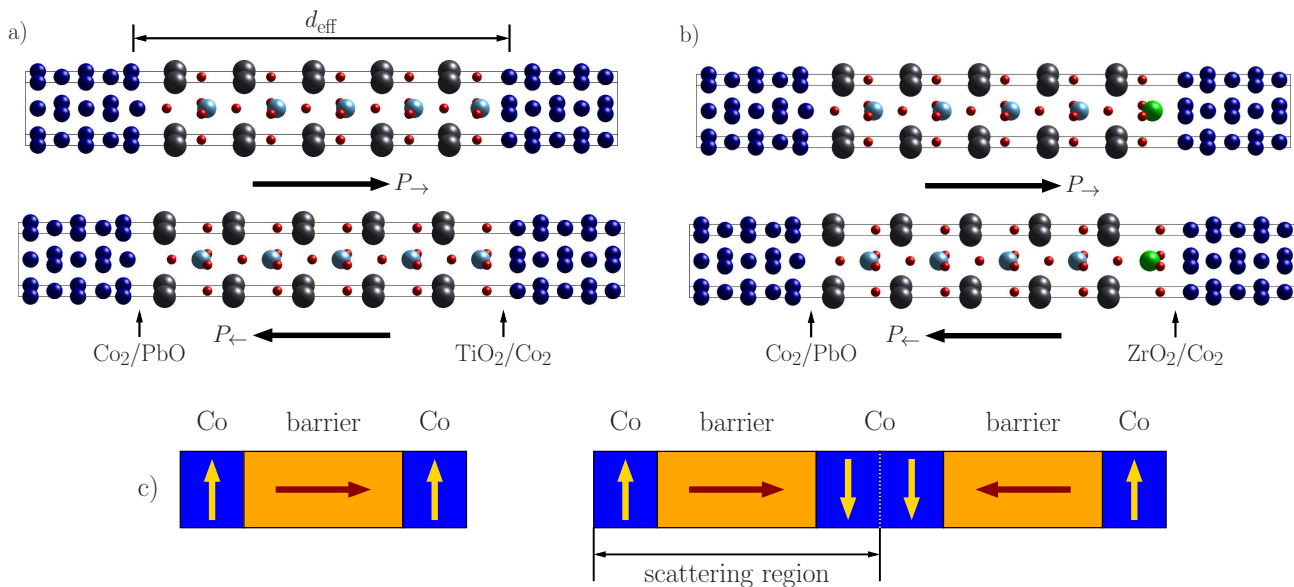 a)
d_eff
b)
P→
P→
P←
P←
Co₂/PbO
TiO₂/Co₂
Co₂/PbO
ZrO₂/Co₂
Co barrier Co
Co barrier Co barrier Co
c)
scattering region